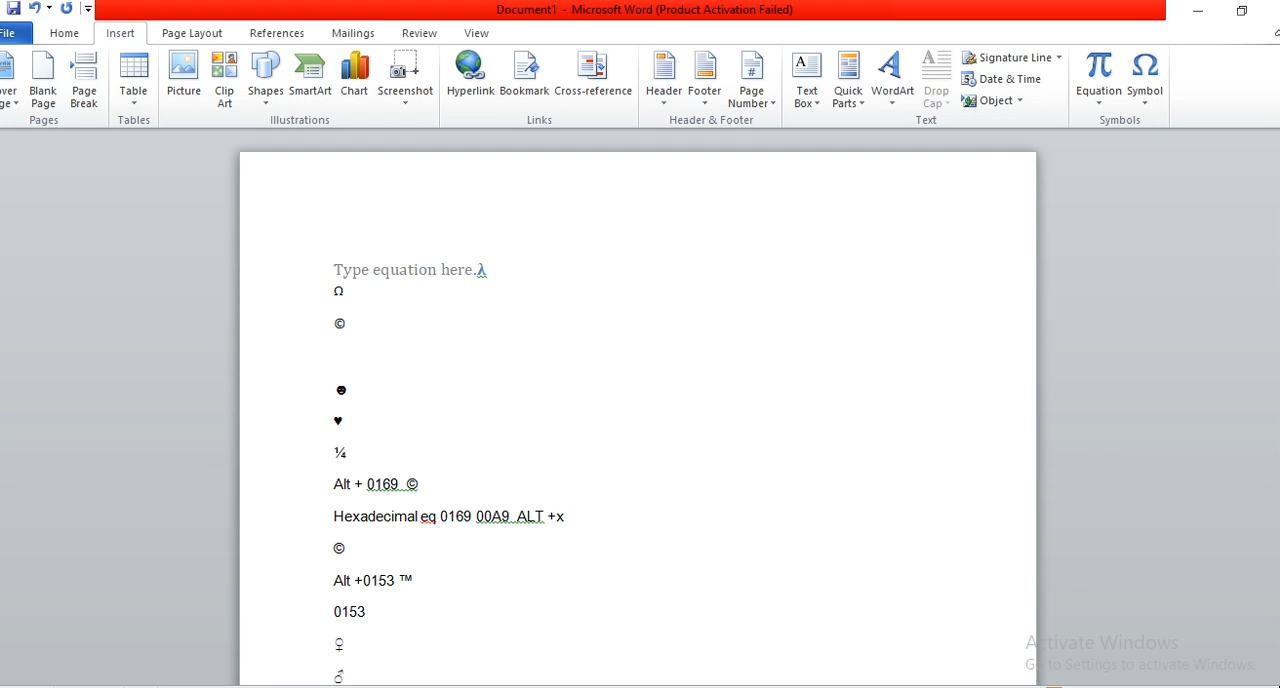 Document1 - Microsoft Word (Product Activation Failed)
File Home Insert Page Layout References Mailings Review View
Cover Page
Blank Page
Page Break
Table
Picture
Clip Art
Shapes
SmartArt
Chart
Screenshot
Hyperlink
Bookmark
Cross-reference
Header
Footer
Page Number
Text Box
Quick Parts
WordArt
Drop Cap
Signature Line
Date & Time
Object
Equation
Symbol
Pages Tables Illustrations Links Header & Footer Text Symbols
Type equation here.λ
Ω
©
☻
♥
¼
Alt + 0169 ©
Hexadecimal eq 0169 00A9 ALT +x
©
Alt +0153 ™
0153
♀
♂
Activate Windows
Go to Settings to activate Windows.